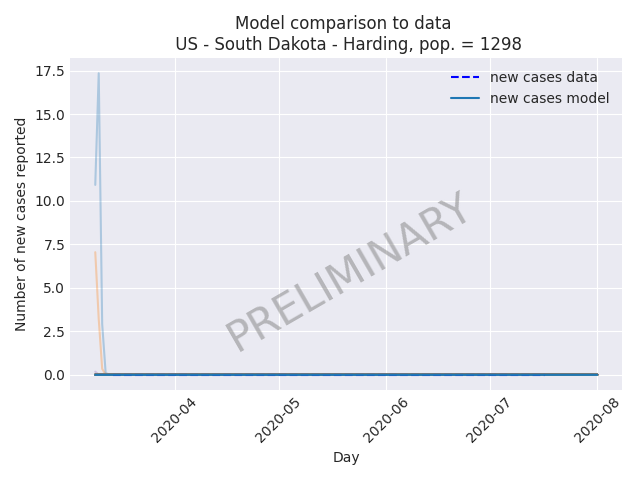 Model comparison to data
US - South Dakota - Harding, pop. = 1298
new cases data
new cases model
17.5
15.0
12.5
10.0
7.5
5.0
2.5
0.0
Number of new cases reported
PRELIMINARY
2020-04
2020-05
2020-06
2020-07
2020-08
Day